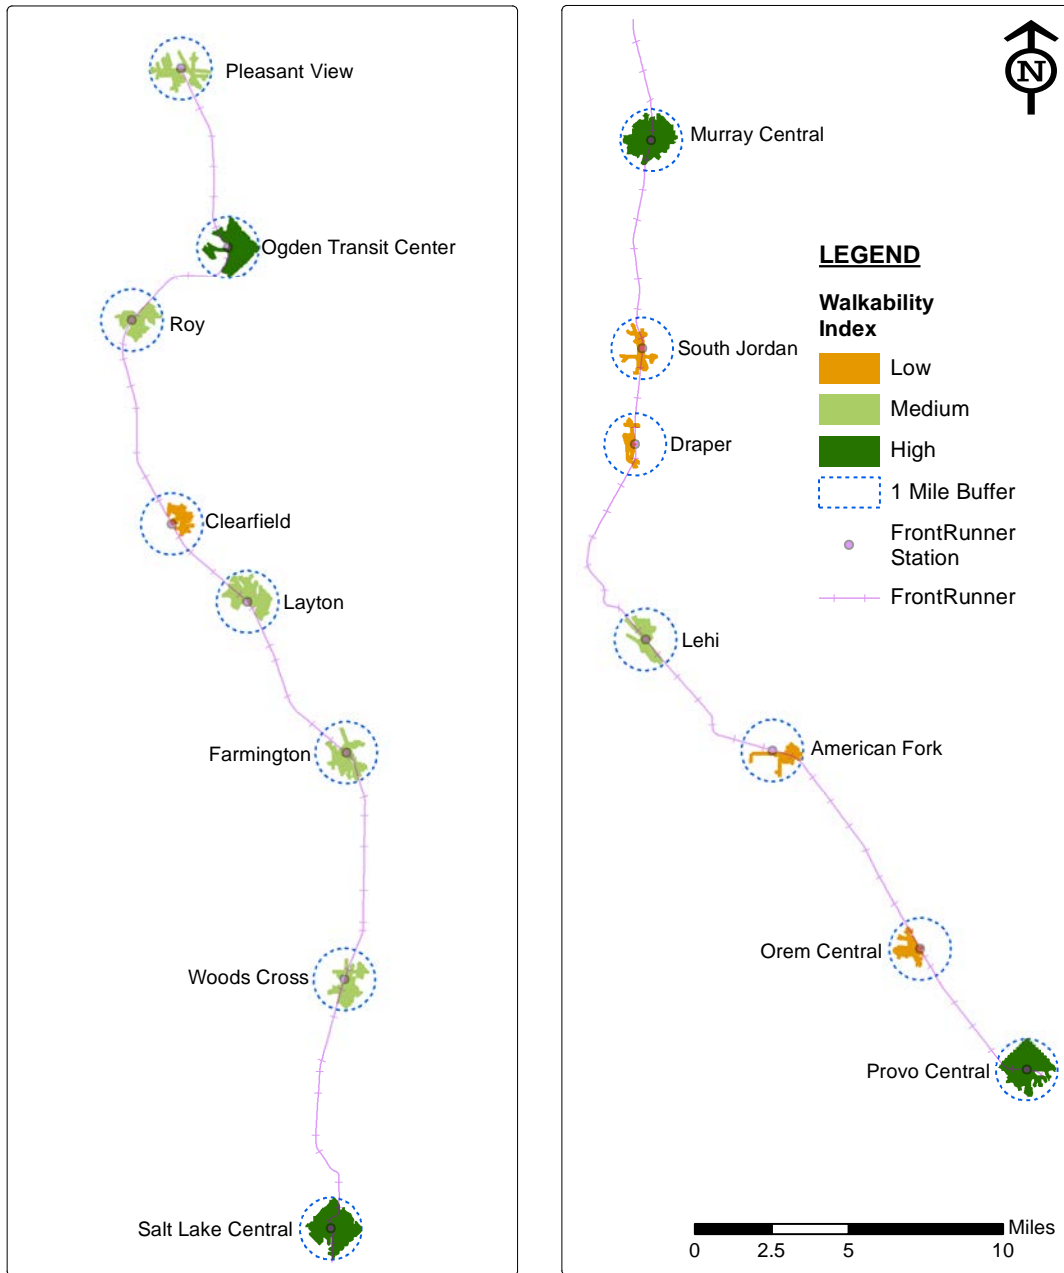 Pleasant View
Ogden Transit Center
Roy
Clearfield
Layton
Farmington
Woods Cross
Salt Lake Central
N
Murray Central
South Jordan
Draper
Lehi
American Fork
Orem Central
Provo Central
LEGEND
Walkability
Index
Low
Medium
High
1 Mile Buffer
FrontRunner
Station
FrontRunner
Miles
0 2.5 5 10